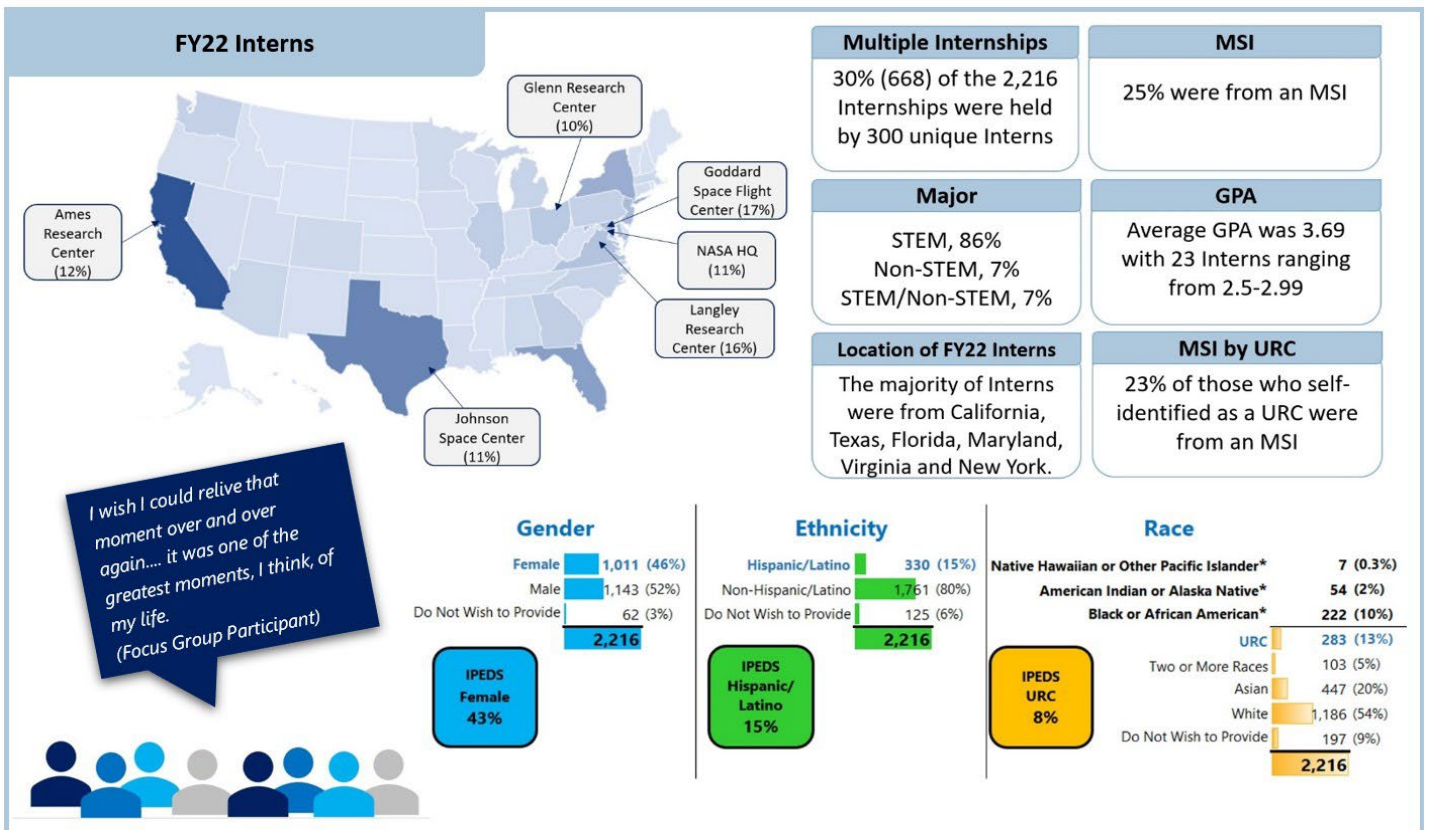 FY22 Interns
Glenn Research
Center
(10%)
Goddard
Space Flight
Center (17%)
NASA HQ
(11%)
Langley
Research
Center (16%)
Ames
Research
Center
(12%)
Johnson
Space Center
(11%)
Multiple Internships
30% (668) of the 2,216
Internships were held
by 300 unique Interns
MSI
25% were from an MSI
Major
STEM, 86%
Non-STEM, 7%
STEM/Non-STEM, 7%
GPA
Average GPA was 3.69
with 23 Interns ranging
from 2.5-2.99
Location of FY22 Interns
The majority of Interns
were from California,
Texas, Florida, Maryland,
Virginia and New York.
MSI by URC
23% of those who self-
identified as a URC were
from an MSI
I wish I could relive that
moment over and over
again.... it was one of the
greatest moments, I think, of
my life.
(Focus Group Participant)
Gender
Female 1,011 (46%)
Male 1,143 (52%)
Do Not Wish to Provide 62 (3%)
2,216
IPEDS
Female
43%
Ethnicity
Hispanic/Latino 330 (15%)
Non-Hispanic/Latino 1,761 (80%)
Do Not Wish to Provide 125 (6%)
2,216
IPEDS
Hispanic/
Latino
15%
Race
Native Hawaiian or Other Pacific Islander* 7 (0.3%)
American Indian or Alaska Native* 54 (2%)
Black or African American* 222 (10%)
URC 283 (13%)
Two or More Races 103 (5%)
Asian 447 (20%)
White 1,186 (54%)
Do Not Wish to Provide 197 (9%)
2,216
IPEDS
URC
8%